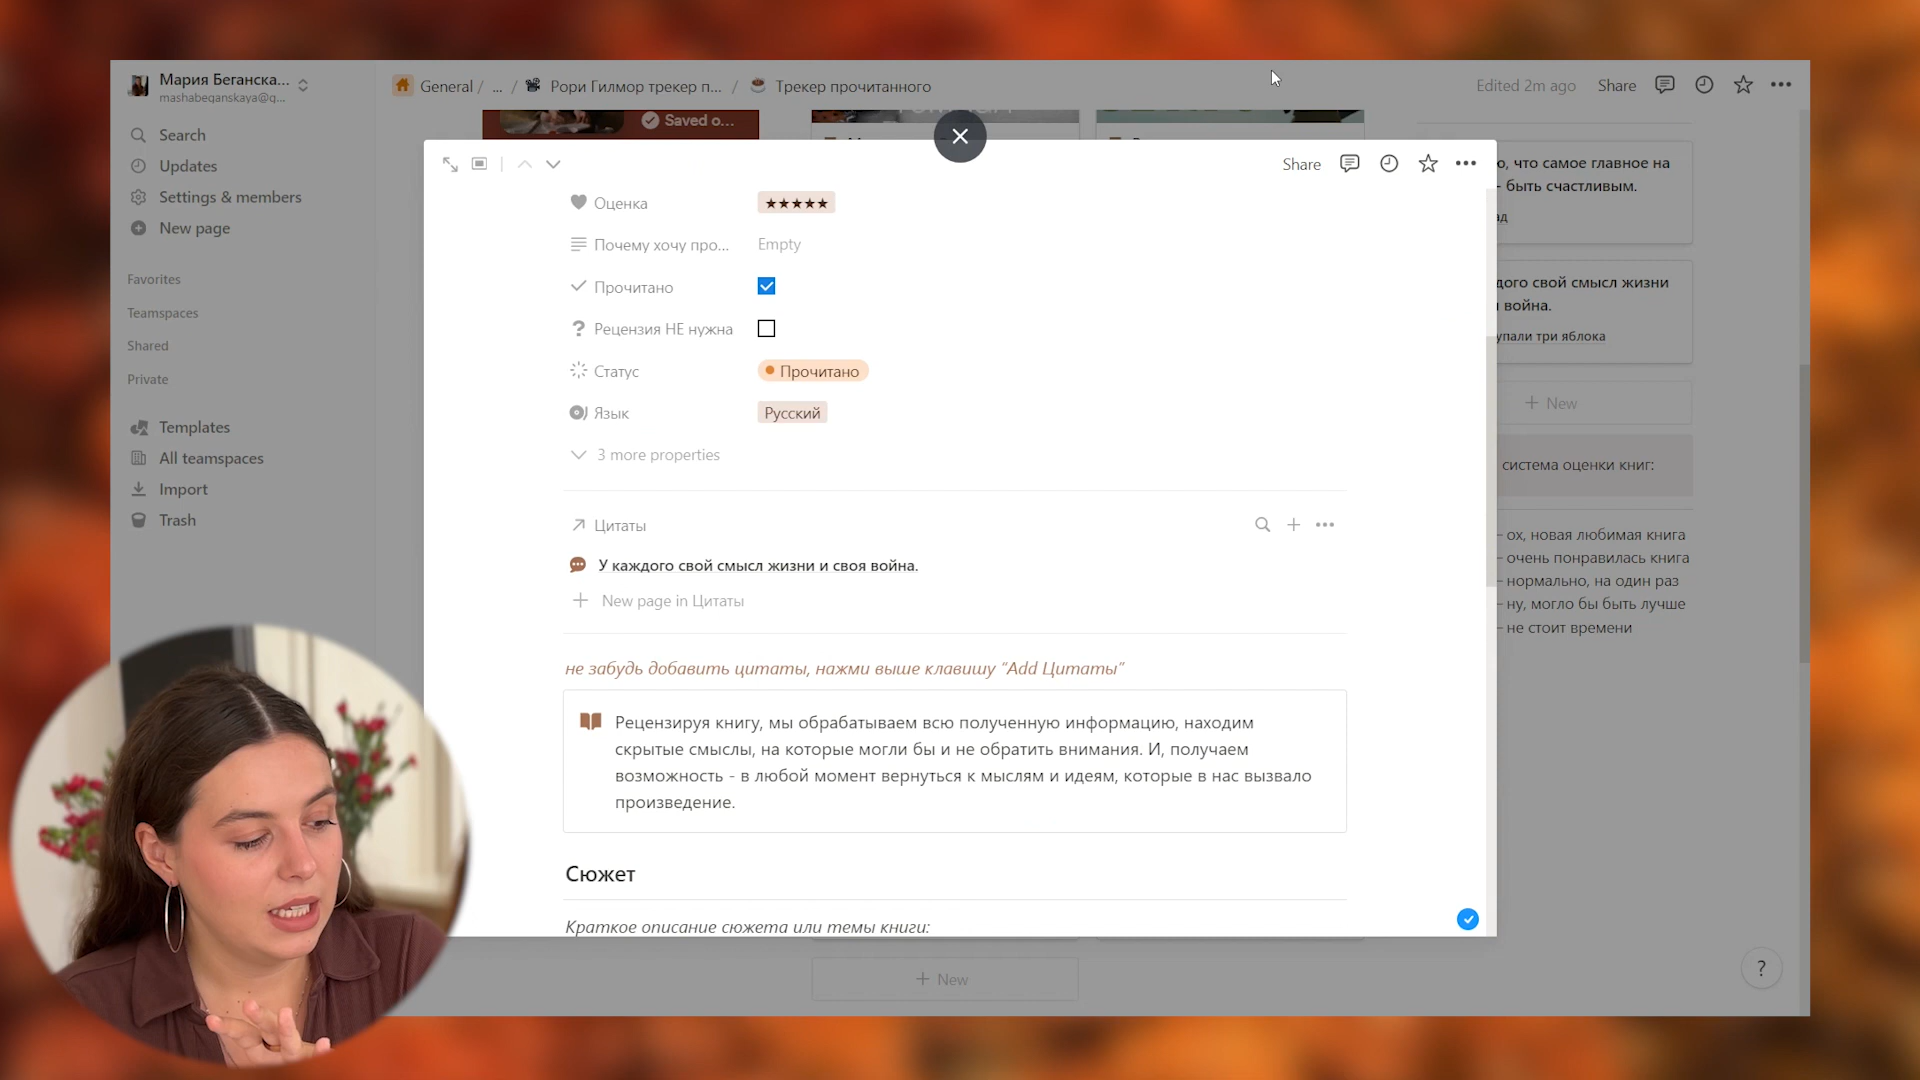 Мария Беганска...
mashabeganskaya@q...
Search
Updates
Settings & members
New page
Favorites
Teamspaces
Shared
Private
Templates
All teamspaces
Import
Trash
General / ... / Рори Гилмор трекер п... / Трекер прочитанного
Edited 2m ago Share
Saved o...
Share
Оценка ★★★★★
Почему хочу про... Empty
Прочитано
Рецензия НЕ нужна
Статус Прочитано
Язык Русский
3 more properties
Цитаты
У каждого свой смысл жизни и своя война.
New page in Цитаты
не забудь добавить цитаты, нажми выше клавишу “Add Цитаты”
Рецензируя книгу, мы обрабатываем всю полученную информацию, находим
скрытые смыслы, на которые могли бы и не обратить внимания. И, получаем
возможность - в любой момент вернуться к мыслям и идеям, которые в нас вызвало
произведение.
Сюжет
Краткое описание сюжета или темы книги:
+ New
ю, что самое главное на
- быть счастливым.
ад
дого свой смысл жизни
война.
упали три яблока
+ New
система оценки книг:
- ох, новая любимая книга
- очень понравилась книга
- нормально, на один раз
- ну, могло бы быть лучше
- не стоит времени
?